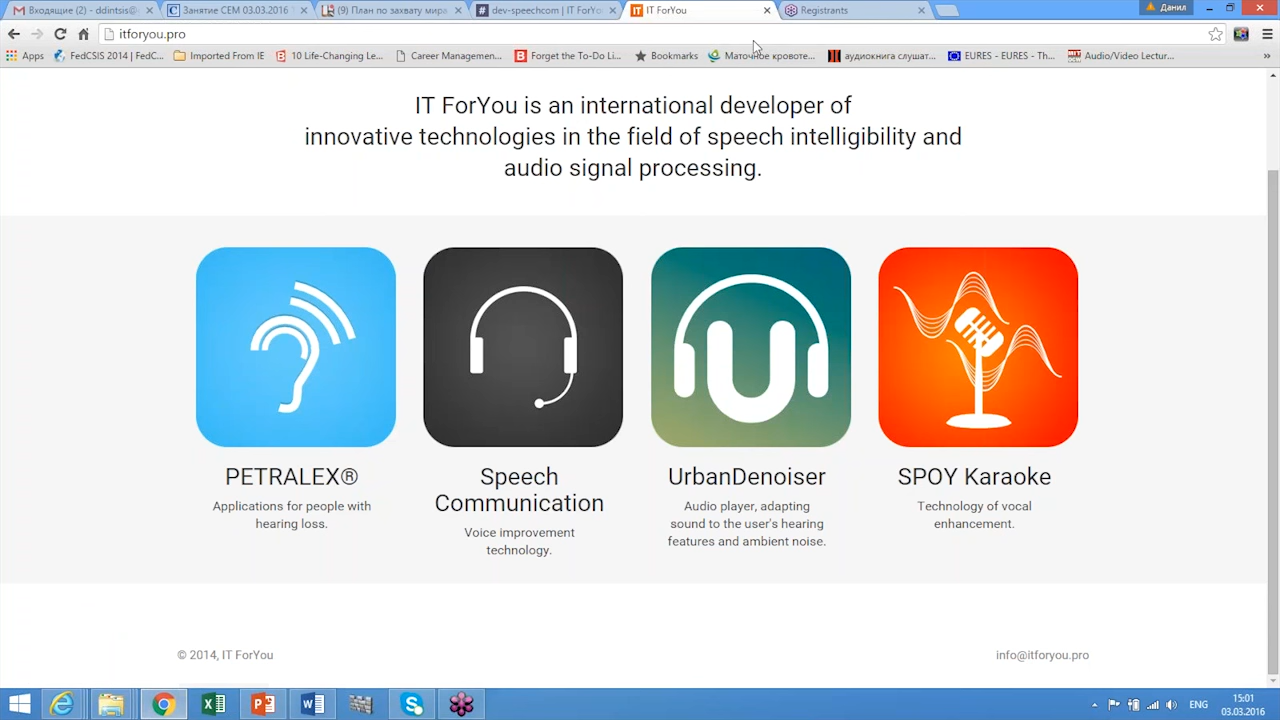 Входящие (2) - ddintsis@
Занятие СЕМ 03.03.2016 1
(9) План по захвату мира
dev-speechcom | IT ForYo
IT ForYou
Registrants
Данил
itforyou.pro
Apps
FedCSIS 2014 | FedC...
Imported From IE
10 Life-Changing Le...
Career Managemen...
Forget the To-Do Li...
Bookmarks
Маточное кровоте...
аудиокнига слушат...
EURES - EURES - Th...
Audio/Video Lectur...
»
IT ForYou is an international developer of
innovative technologies in the field of speech intelligibility and
audio signal processing.
PETRALEX®
Applications for people with
hearing loss.
Speech
Communication
Voice improvement
technology.
UrbanDenoiser
Audio player, adapting
sound to the user's hearing
features and ambient noise.
SPOY Karaoke
Technology of vocal
enhancement.
© 2014, IT ForYou
info@itforyou.pro
ENG
15:01
03.03.2016